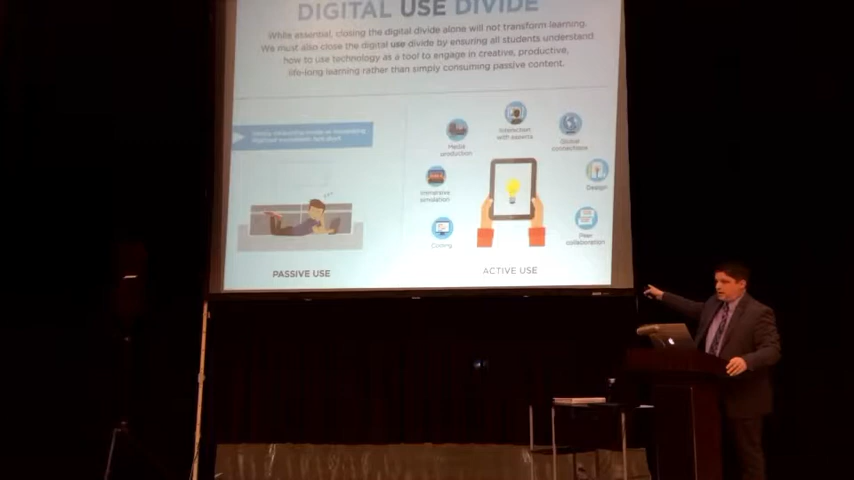 DIGITAL USE DIVIDE
While essential, closing the digital divide alone will not transform learning.
We must also close the digital use divide by ensuring all students understand
how to use technology as a tool to engage in creative, productive,
life-long learning rather than simply consuming passive content.
Media
production
Interaction
with experts
Global
connections
Immersive
simulation
Design
Coding
Peer
collaboration
PASSIVE USE
ACTIVE USE